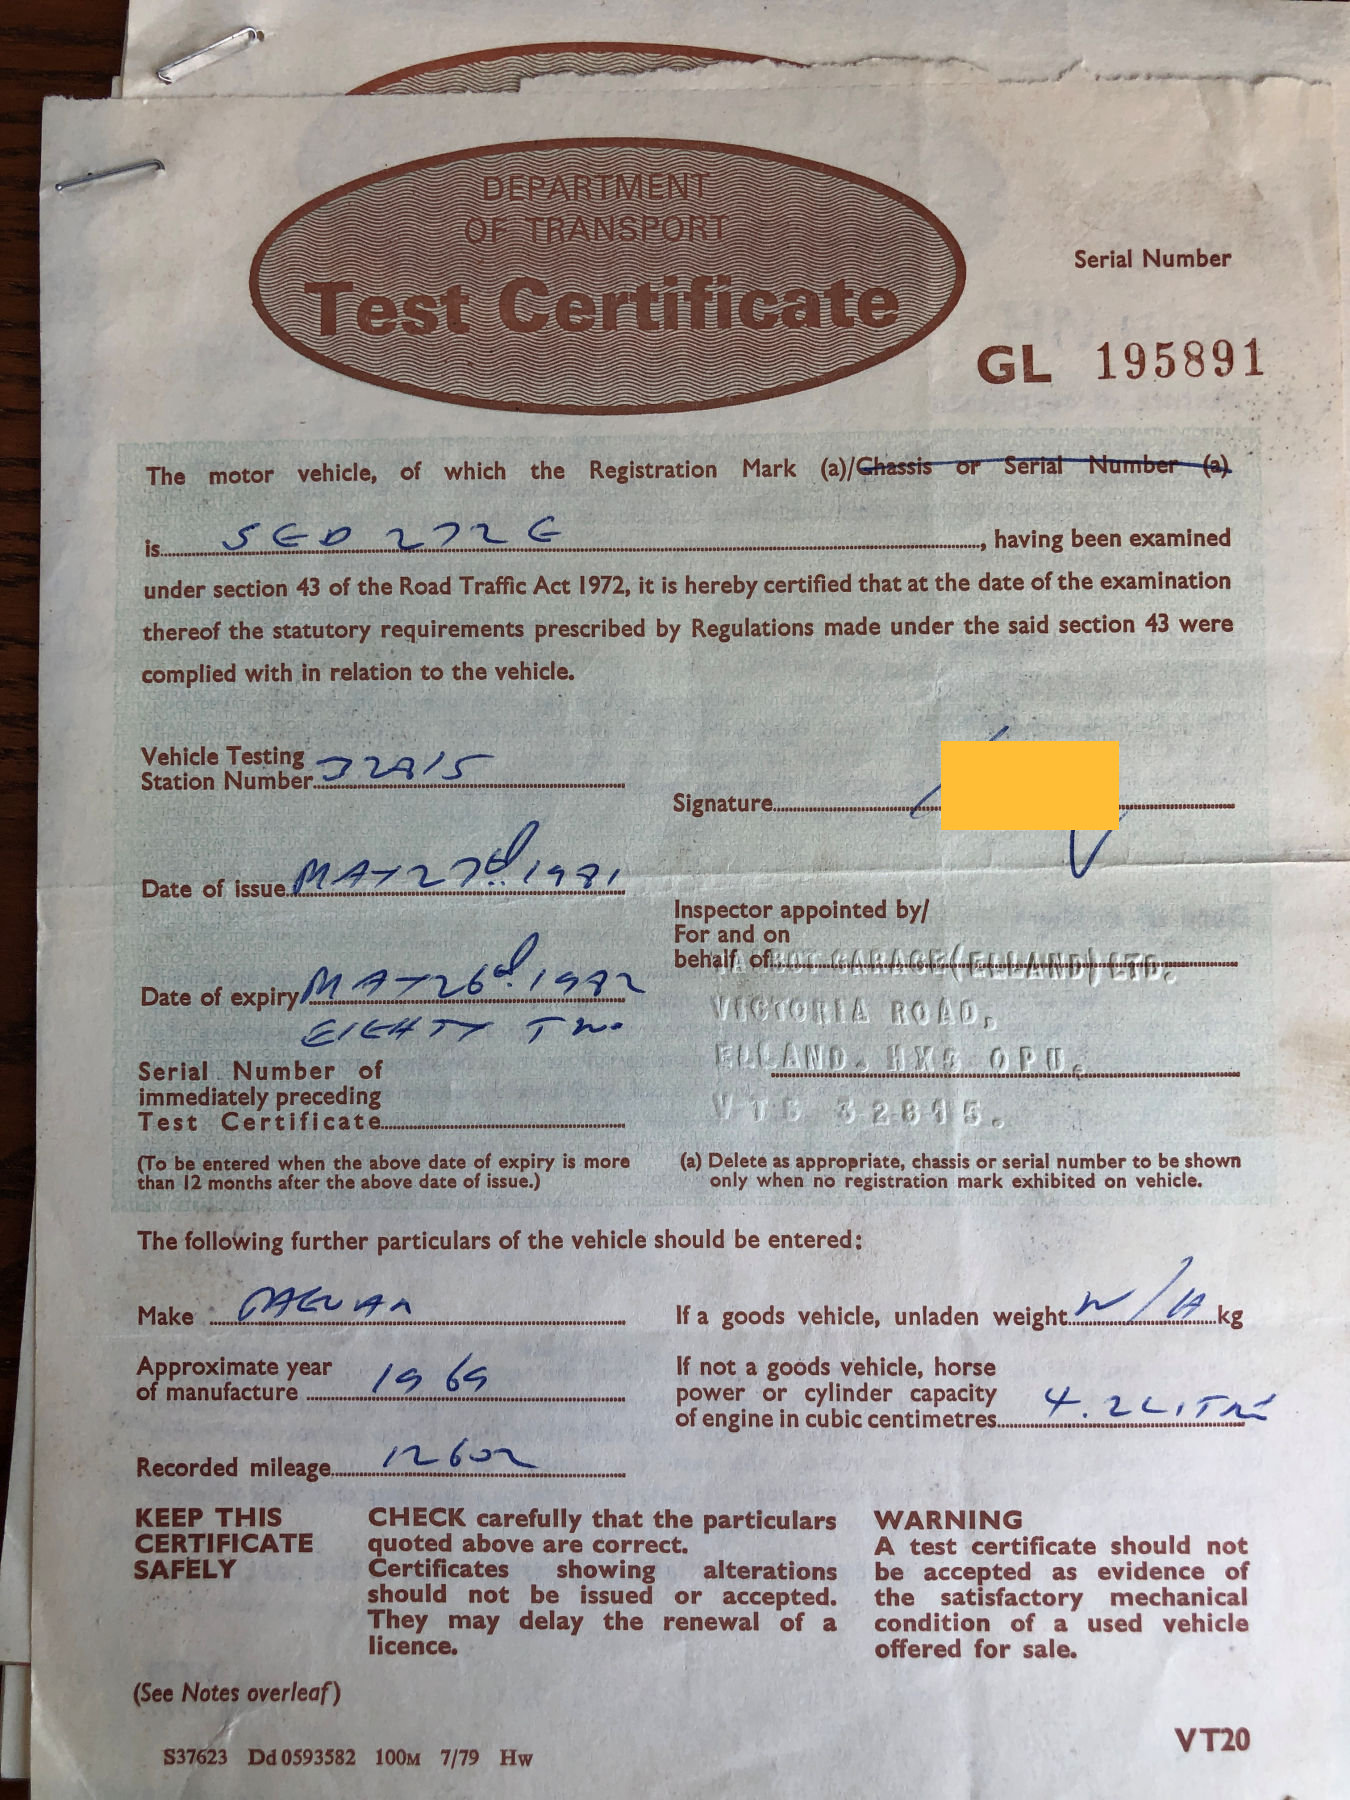 DEPARTMENT
OF TRANSPORT
Test Certificate
Serial Number
GL 195891
The motor vehicle, of which the Registration Mark (a)/Chassis or Serial Number (a)
is SED 272 G, having been examined
under section 43 of the Road Traffic Act 1972, it is hereby certified that at the date of the examination
thereof the statutory requirements prescribed by Regulations made under the said section 43 were
complied with in relation to the vehicle.
Vehicle Testing
Station Number 32815
Signature
Date of issue MAY 27th 1981
Inspector appointed by/
For and on
behalf of GARAGE (ELLAND) LTD.
VICTORIA ROAD,
ELLAND. HX5 0PU.
VTS 32815.
Date of expiry MAY 26th 1982
EIGHTY TWO
Serial Number of
immediately preceding
Test Certificate
(To be entered when the above date of expiry is more
than 12 months after the above date of issue.)
(a) Delete as appropriate, chassis or serial number to be shown
only when no registration mark exhibited on vehicle.
The following further particulars of the vehicle should be entered:
Make JAGUAR
If a goods vehicle, unladen weight N/A kg
Approximate year
of manufacture 1969
If not a goods vehicle, horse
power or cylinder capacity
of engine in cubic centimetres 4.2 LITRE
Recorded mileage 12602
KEEP THIS
CERTIFICATE
SAFELY
CHECK carefully that the particulars
quoted above are correct.
Certificates showing alterations
should not be issued or accepted.
They may delay the renewal of a
licence.
WARNING
A test certificate should not
be accepted as evidence of
the satisfactory mechanical
condition of a used vehicle
offered for sale.
(See Notes overleaf)
VT20
S37623 Dd 0593582 100M 7/79 Hw